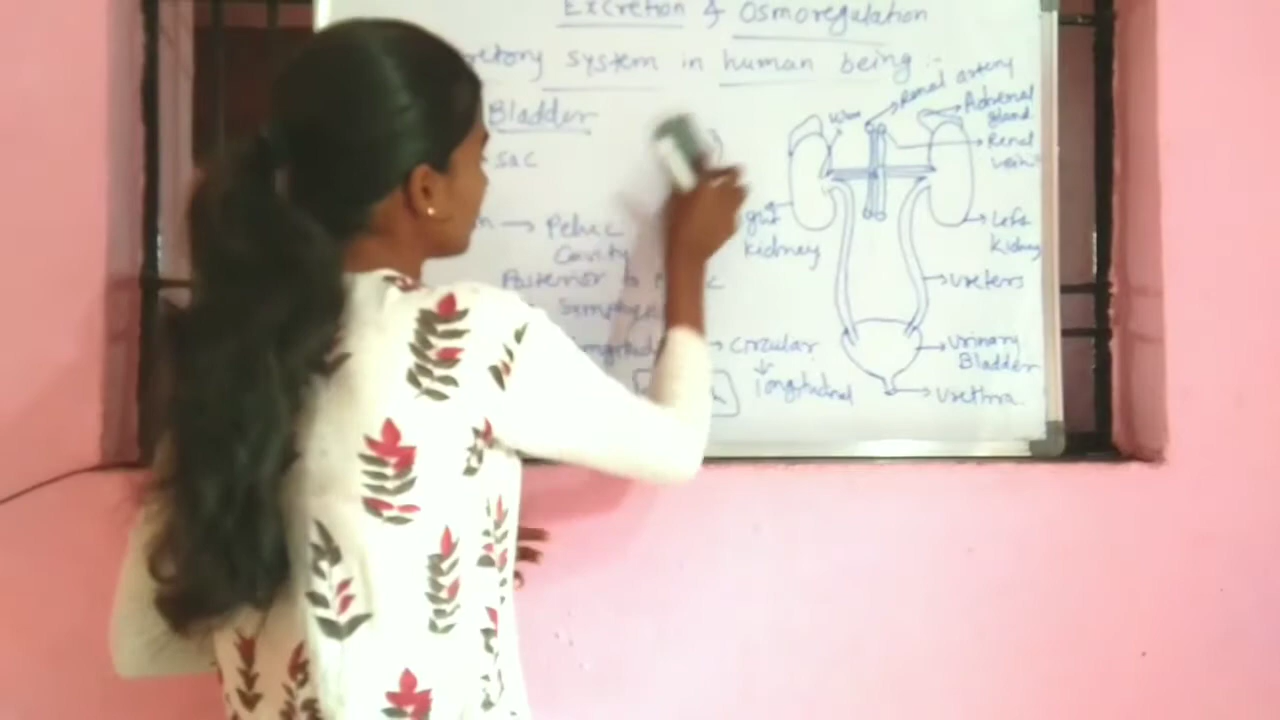 Excretion & Osmoregulation
retory system in human being :-
Bladder
sac
→ Pelvic
Cavity
Posterior to
→ circular
↓
longitudinal
Renal artery
Adrenal
gland
Renal
vein
kidney
Left
kidney
ureters
urinary
Bladder
urethra